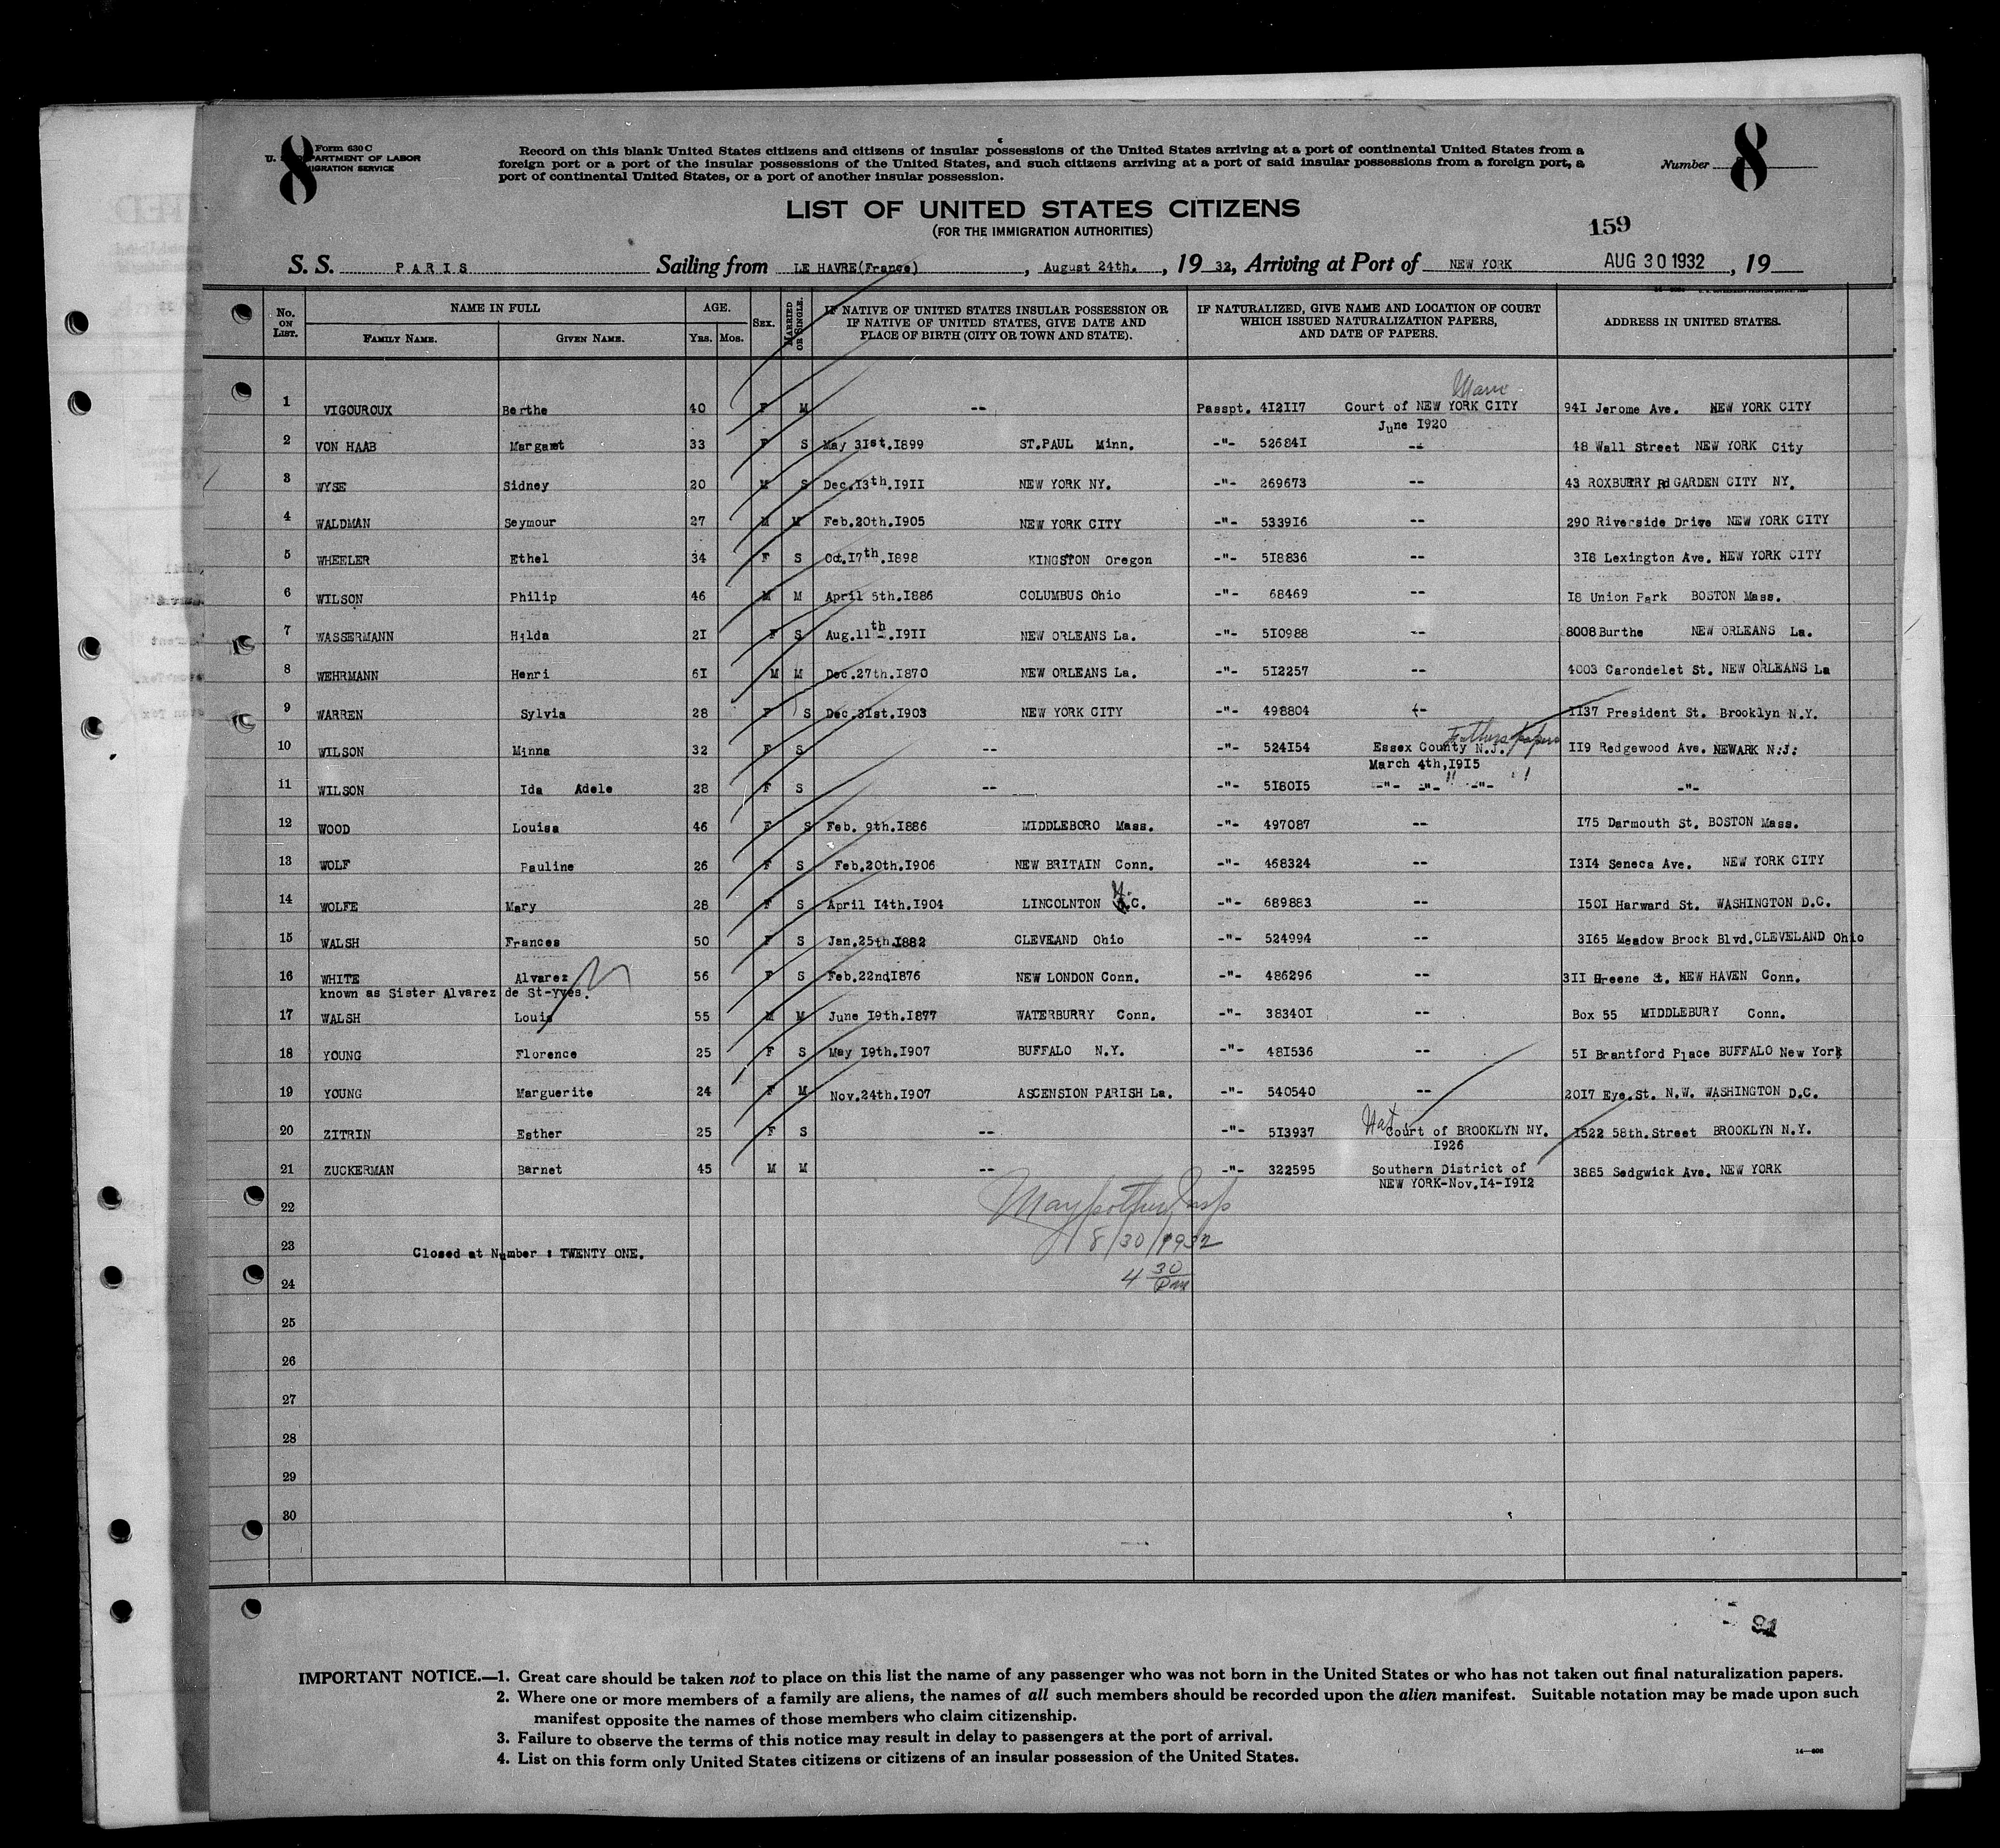 8 Form 630 C
U. S. DEPARTMENT OF LABOR
IMMIGRATION SERVICE
Record on this blank United States citizens and citizens of insular possessions of the United States arriving at a port of continental United States from a
foreign port or a port of the insular possessions of the United States, and such citizens arriving at a port of said insular possessions from a foreign port, a
port of continental United States, or a port of another insular possession.
Number 8
LIST OF UNITED STATES CITIZENS
(FOR THE IMMIGRATION AUTHORITIES)
159
S. S. PARIS Sailing from LE HAVRE(France), August 24th., 19 32, Arriving at Port of NEW YORK AUG 30 1932, 19
No. ON LIST. NAME IN FULL FAMILY NAME. GIVEN NAME. AGE. YRS. MOS. SEX. MARRIED OR SINGLE. IF NATIVE OF UNITED STATES INSULAR POSSESSION OR IF NATIVE OF UNITED STATES, GIVE DATE AND PLACE OF BIRTH (CITY OR TOWN AND STATE). IF NATURALIZED, GIVE NAME AND LOCATION OF COURT WHICH ISSUED NATURALIZATION PAPERS, AND DATE OF PAPERS. ADDRESS IN UNITED STATES.
1 VIGOUROUX Berthe 40 F M -- Passpt. 412117 Court of NEW YORK CITY 941 Jerome Ave. NEW YORK CITY
June 1920
2 VON HAAB Margaret 33 F S May 31st.1899 ST.PAUL Minn. -"- 526841 -- 48 Wall Street NEW YORK City
3 WYSE Sidney 20 M S Dec.13th.1911 NEW YORK NY. -"- 269673 -- 43 ROXBURRY Rd GARDEN CITY NY.
4 WALDMAN Seymour 27 M M Feb.20th.1905 NEW YORK CITY -"- 533916 -- 290 Riverside Drive NEW YORK CITY
5 WHEELER Ethel 34 F S Oct.17th.1898 KINGSTON Oregon -"- 518836 -- 318 Lexington Ave. NEW YORK CITY
6 WILSON Philip 46 M M April 5th.1886 COLUMBUS Ohio -"- 68469 -- 18 Union Park BOSTON Mass.
7 WASSERMANN Hilda 21 F S Aug.11th.1911 NEW ORLEANS La. -"- 510988 -- 8008 Burthe NEW ORLEANS La.
8 WEHRMANN Henri 61 M M Dec.27th.1870 NEW ORLEANS La. -"- 512257 -- 4003 Carondelet St. NEW ORLEANS La
9 WARREN Sylvia 28 F S Dec.31st.1903 NEW YORK CITY -"- 498804 -- 1137 President St. Brooklyn N.Y.
Fathers papers
10 WILSON Minna 32 F S -- -"- 524154 Essex County N.J. 119 Redgewood Ave. NEWARK N:J:
March 4th,1915
11 WILSON Ida Adele 28 F S -- -"- 518015 -"- -"- -"- -"-
12 WOOD Louisa 46 F S Feb. 9th.1886 MIDDLEBORO Mass. -"- 497087 -- 175 Darmouth St. BOSTON Mass.
13 WOLF Pauline 26 F S Feb.20th.1906 NEW BRITAIN Conn. -"- 468324 -- 1314 Seneca Ave. NEW YORK CITY
14 WOLFE Mary 28 F S April 14th.1904 LINCOLNTON N.C. -"- 689883 -- 1501 Harward St. WASHINGTON D.C.
15 WALSH Frances 50 F S Jan.25th.1882 CLEVEAND Ohio -"- 524994 -- 3165 Meadow Brock Blvd.CLEVELAND Ohio
16 WHITE Alvarez 56 F S Feb.22nd1876 NEW LONDON Conn. -"- 486296 -- 311 Greene St. NEW HAVEN Conn.
known as Sister Alvarez de St-Yves.
17 WALSH Louis 55 M M June 19th.1877 WATERBURRY Conn. -"- 383401 -- Box 55 MIDDLEBURY Conn.
18 YOUNG Florence 25 F S May 19th.1907 BUFFALO N.Y. -"- 481536 -- 51 Brantford Place BUFFALO New York
19 YOUNG Marguerite 24 F M Nov.24th.1907 ASCENSION PARISH La. -"- 540540 -- 2017 Eye.St. N.W. WASHINGTON D.C.
20 ZITRIN Esther 25 F S -- -"- 513937 Nat Court of BROOKLYN NY. 1522 58th.Street BROOKLYN N.Y.
1926
21 ZUCKERMAN Barnet 45 M M -- -"- 322595 Southern District of 3885 Sedgwick Ave. NEW YORK
NEW YORK-Nov.14-1912
22
8/30/1932
23 Closed at Number : TWENTY ONE.
4 30 pm
24
25
26
27
28
29
30
IMPORTANT NOTICE.—1. Great care should be taken not to place on this list the name of any passenger who was not born in the United States or who has not taken out final naturalization papers.
2. Where one or more members of a family are aliens, the names of all such members should be recorded upon the alien manifest. Suitable notation may be made upon such
manifest opposite the names of those members who claim citizenship.
3. Failure to observe the terms of this notice may result in delay to passengers at the port of arrival.
4. List on this form only United States citizens or citizens of an insular possession of the United States.